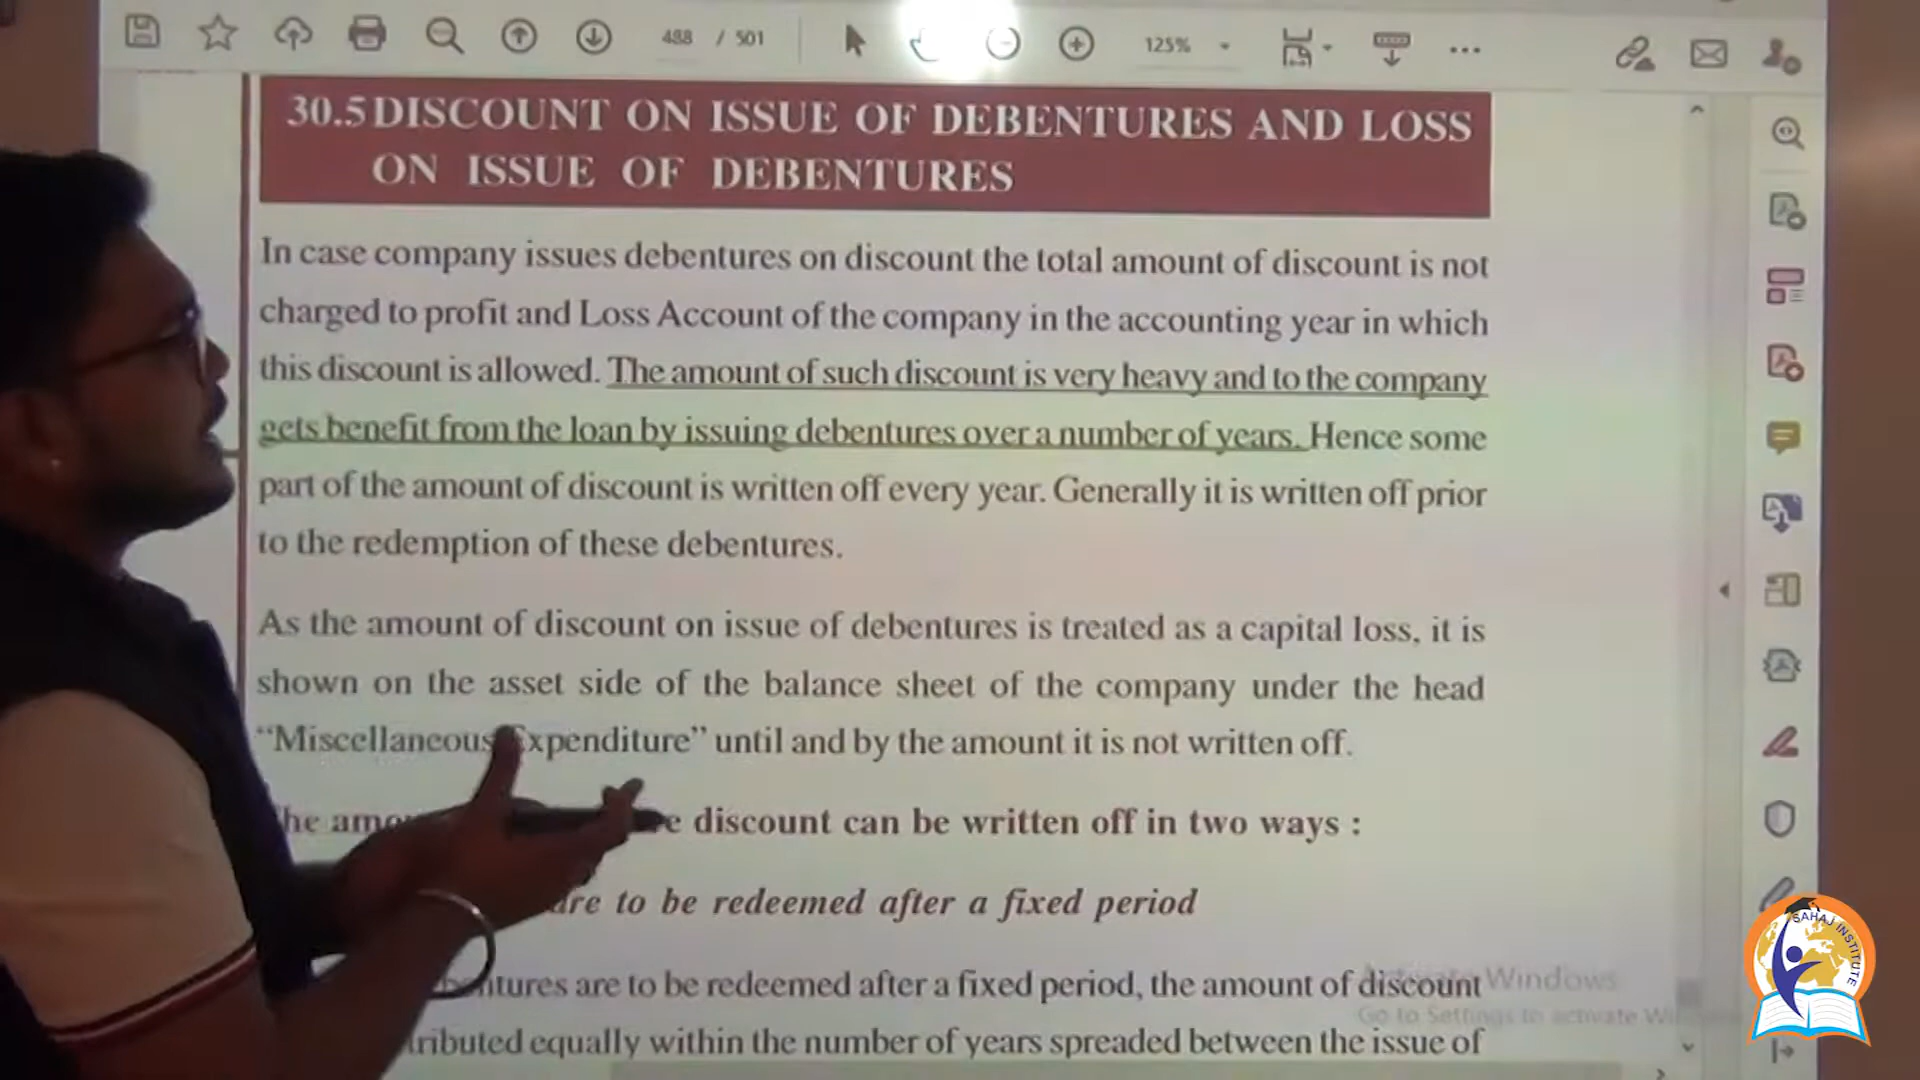 488 / 501
125%
30.5 DISCOUNT ON ISSUE OF DEBENTURES AND LOSS
ON ISSUE OF DEBENTURES
In case company issues debentures on discount the total amount of discount is not
charged to profit and Loss Account of the company in the accounting year in which
this discount is allowed. The amount of such discount is very heavy and to the company
gets benefit from the loan by issuing debentures over a number of years. Hence some
part of the amount of discount is written off every year. Generally it is written off prior
to the redemption of these debentures.
As the amount of discount on issue of debentures is treated as a capital loss, it is
shown on the asset side of the balance sheet of the company under the head
“Miscellaneous Expenditure” until and by the amount it is not written off.
discount can be written off in two ways :
are to be redeemed after a fixed period
are to be redeemed after a fixed period, the amount of discount
equally within the number of years spreaded between the issue of
Activate Windows
Go to Settings to activate
SAHAJ INSTITUTE